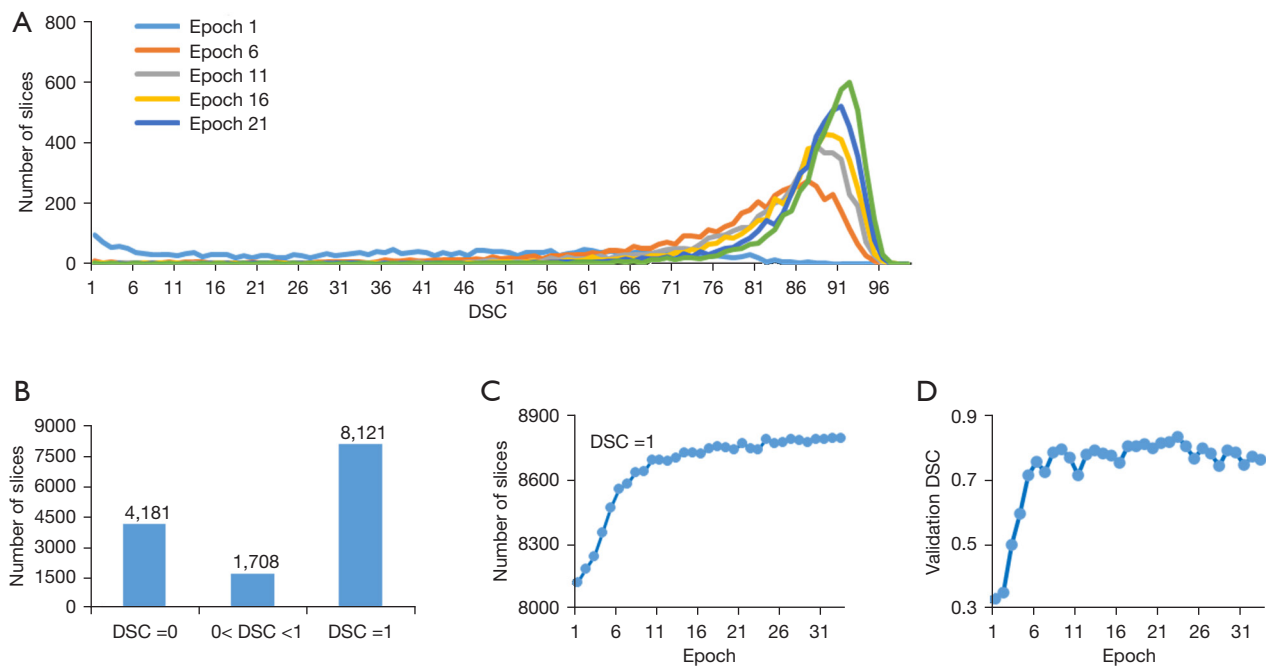 A
Number of slices
800
600
400
200
0
Epoch 1
Epoch 6
Epoch 11
Epoch 16
Epoch 21
1 6 11 16 21 26 31 36 41 46 51 56 61 66 71 76 81 86 91 96
DSC
B
Number of slices
9000
7500
6000
4500
3000
1500
0
4,181
1,708
8,121
DSC =0 0< DSC <1 DSC =1
C
Number of slices
8900
8600
8300
8000
DSC =1
1 6 11 16 21 26 31
Epoch
D
Validation DSC
0.9
0.7
0.5
0.3
1 6 11 16 21 26 31
Epoch